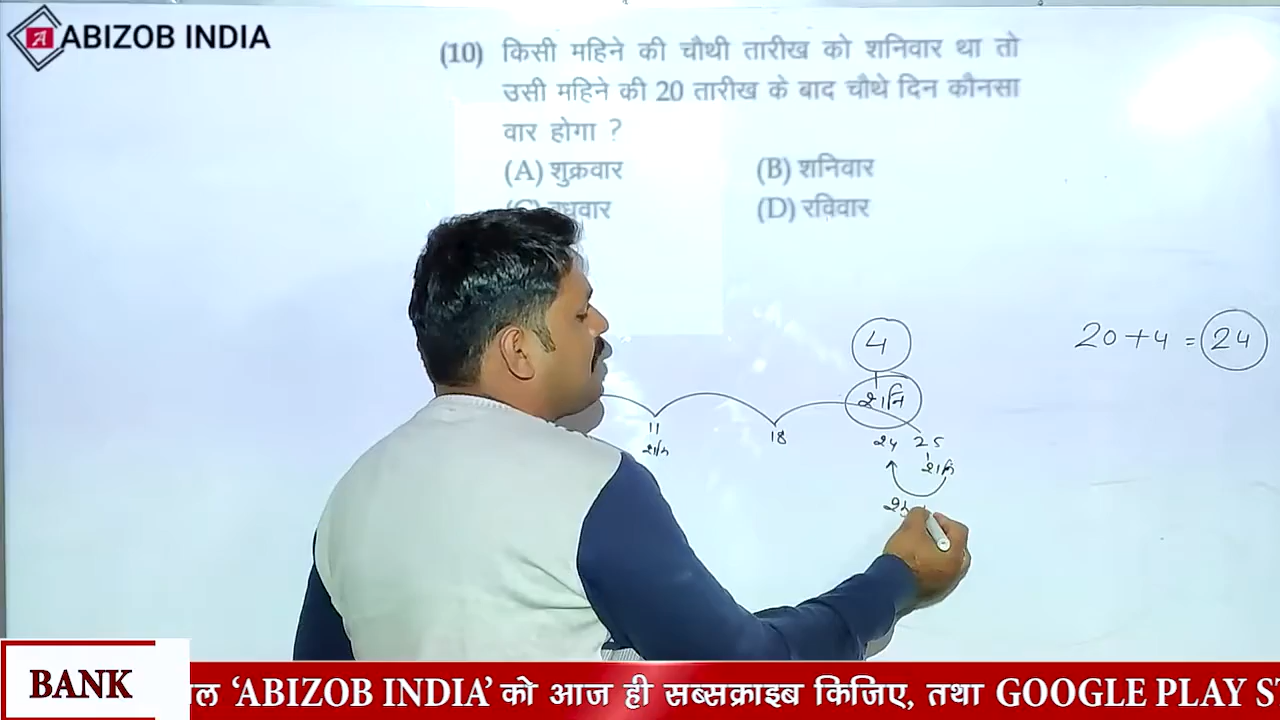 ABIZOB INDIA
(10) किसी महिने की चौथी तारीख को शनिवार था तो
उसी महिने की 20 तारीख के बाद चौथे दिन कौनसा
वार होगा ?
(A) शुक्रवार (B) शनिवार
(D) रविवार
4
20 + 4 = 24
शनि
11 18 24 25
शनि
BANK
'ABIZOB INDIA' को आज ही सब्सक्राइब किजिए, तथा GOOGLE PLAY